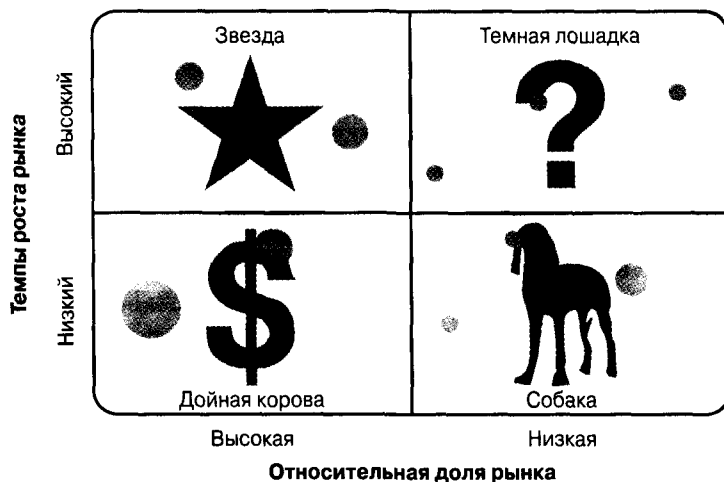 Звезда
Темная лошадка
?
$
Дойная корова
Собака
Высокий
Низкий
Темпы роста рынка
Высокая
Низкая
Относительная доля рынка